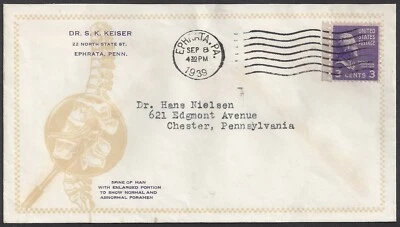 DR. S. K. KEISER
22 NORTH STATE ST.
EPHRATA, PENN.
EPHRATA, PA.
SEP 8
4 PM
1939
UNITED
STATES
POSTAGE
3 CENTS 3
Dr. Hans Nielsen
621 Edgmont Avenue
Chester, Pennsylvania
SPINE OF MAN
WITH ENLARGED PORTION
TO SHOW NORMAL AND
ABNORMAL FORAMEN